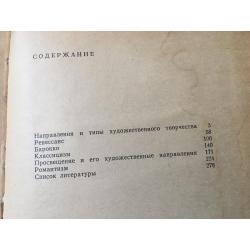 СОДЕРЖАНИЕ
Направления и типы художественного творчества 3
Ренессанс 58
Барокко 100
Классицизм 140
Просвещение и его художественные направления 171
Романтизм 224
Список литературы 276